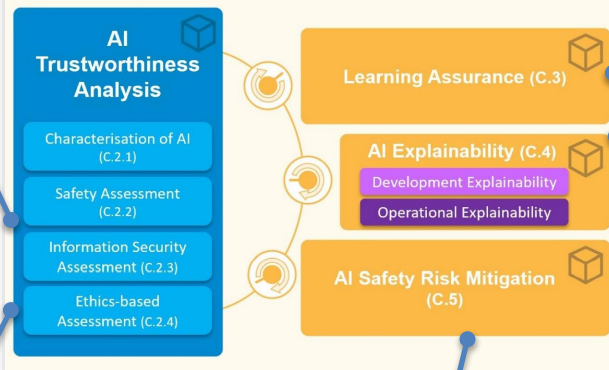 AI
Trustworthiness
Analysis
Characterisation of AI
(C.2.1)
Safety Assessment
(C.2.2)
Information Security
Assessment (C.2.3)
Ethics-based
Assessment (C.2.4)
Learning Assurance (C.3)
AI Explainability (C.4)
Development Explainability
Operational Explainability
AI Safety Risk Mitigation
(C.5)